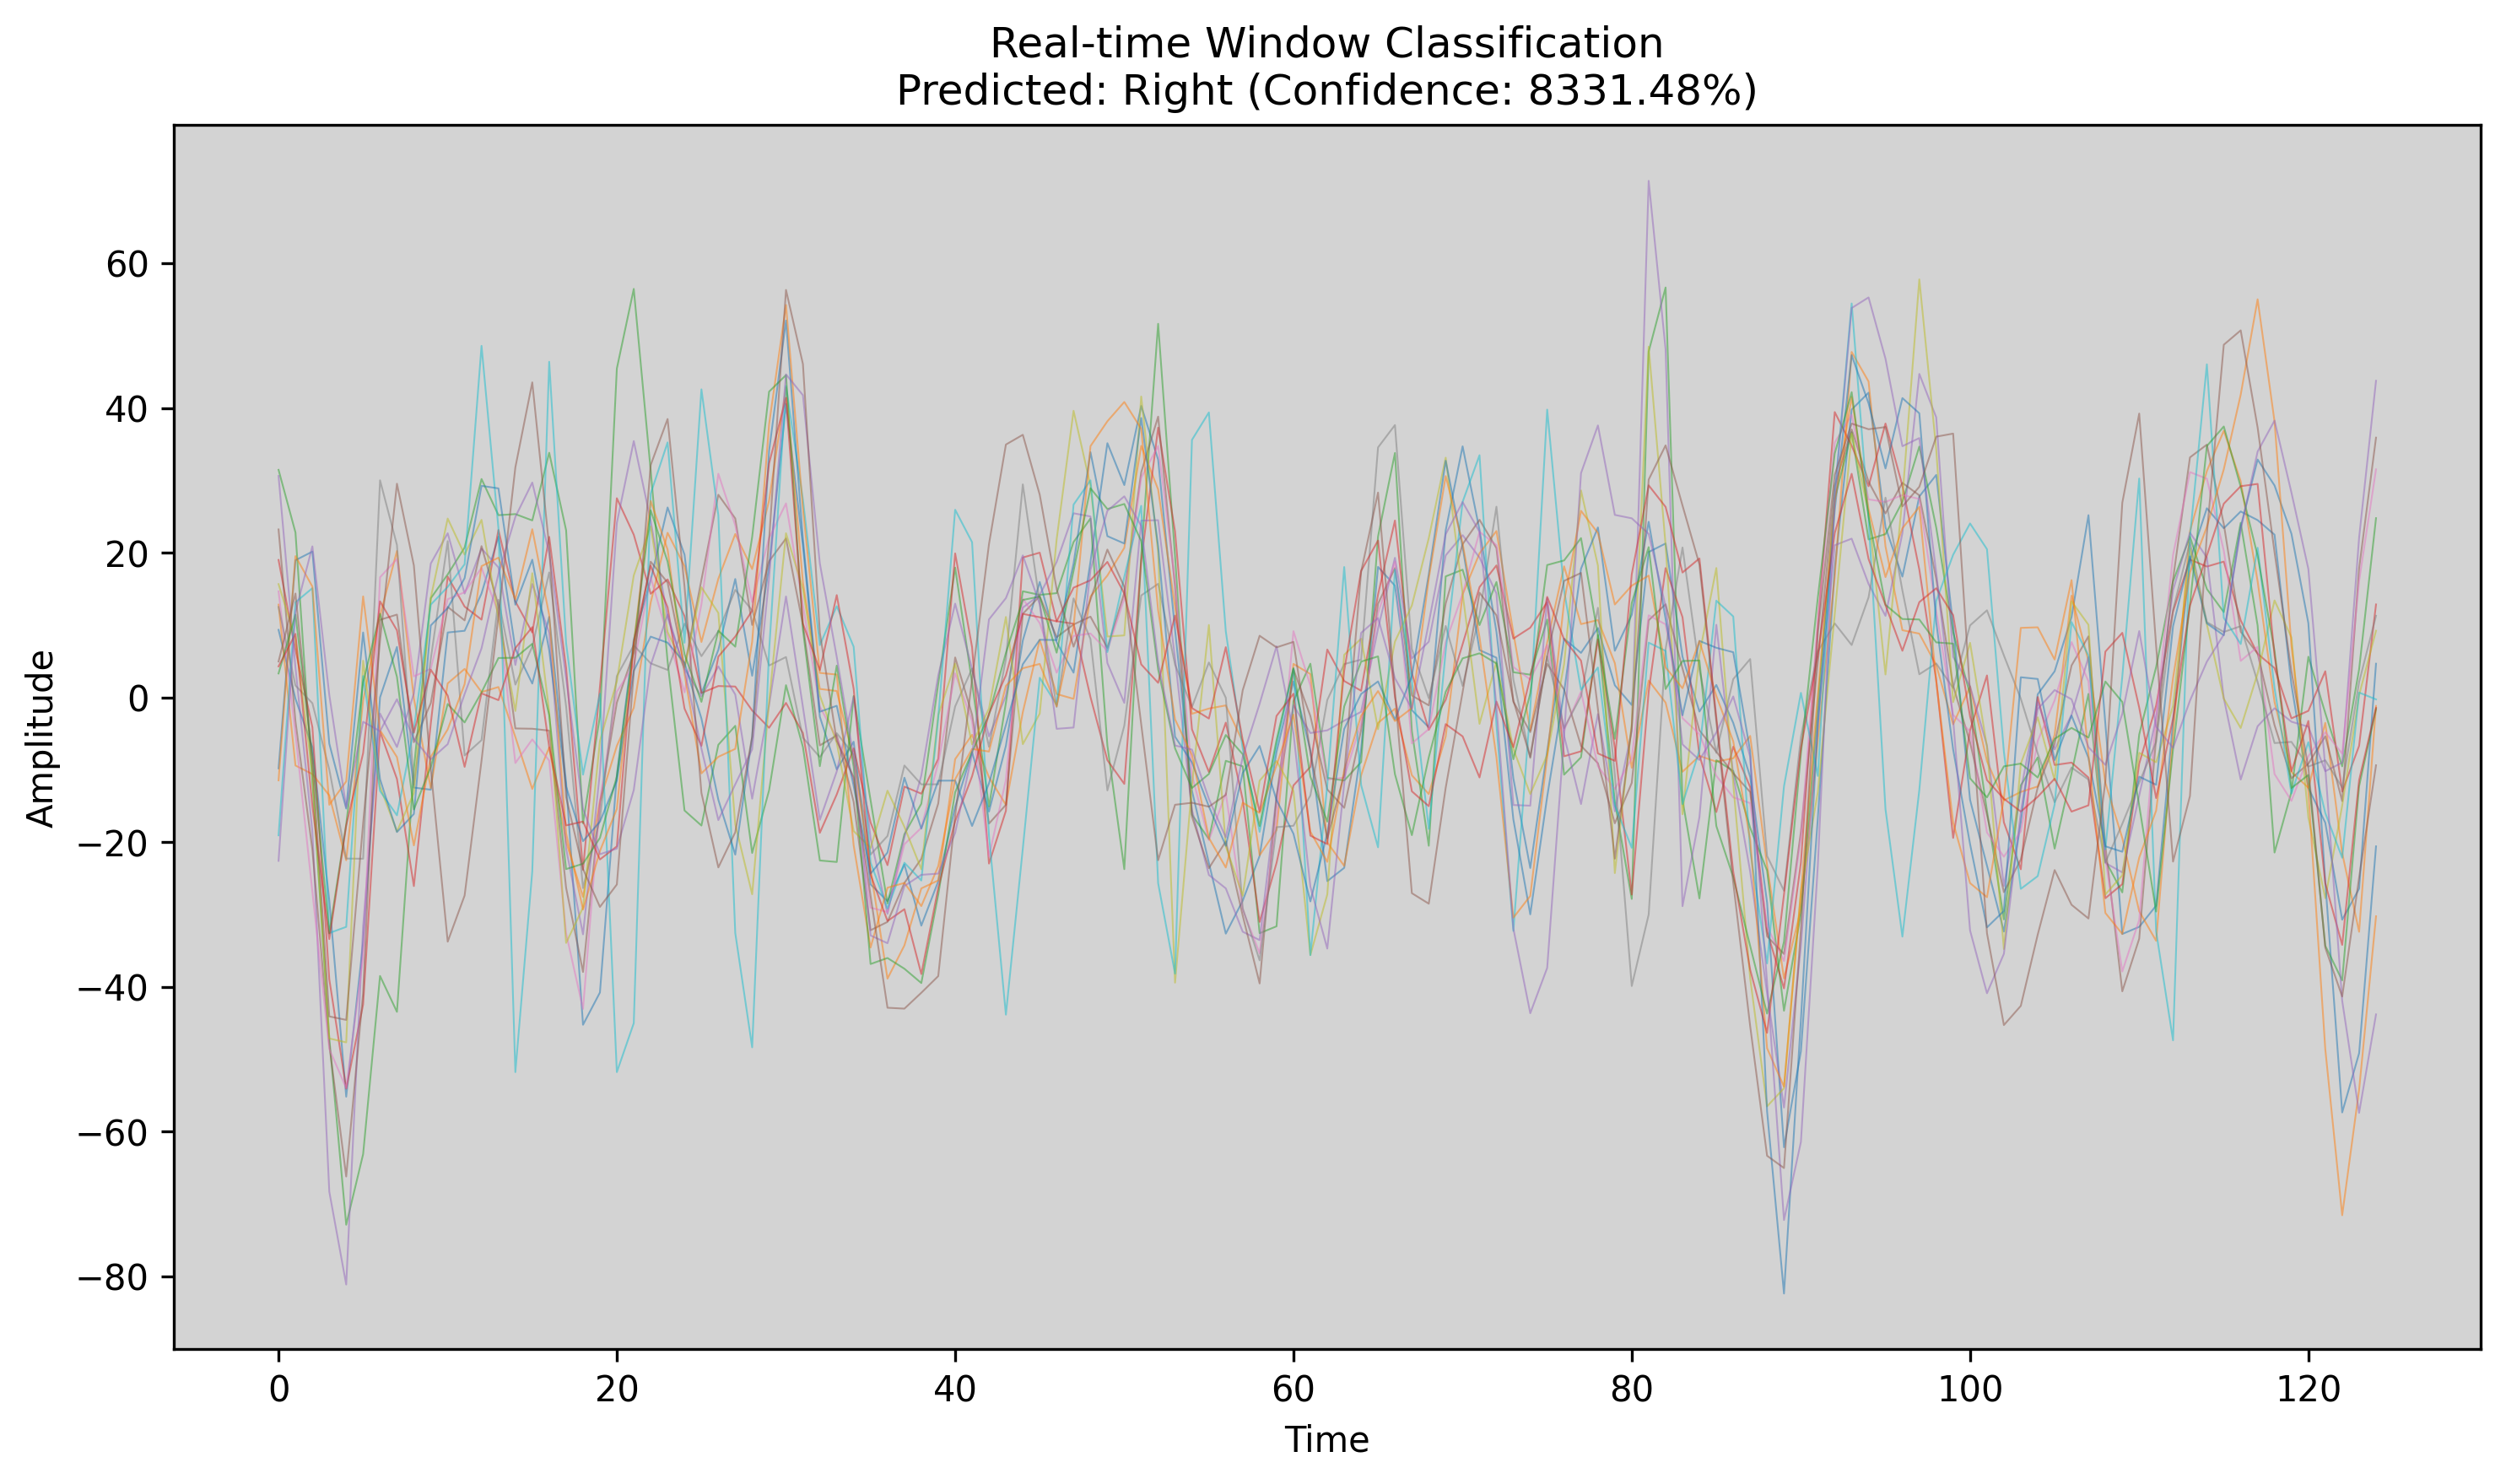 Real-time Window Classification
Predicted: Right (Confidence: 8331.48%)
60
40
20
0
−20
−40
−60
−80
Amplitude
0 20 40 60 80 100 120
Time